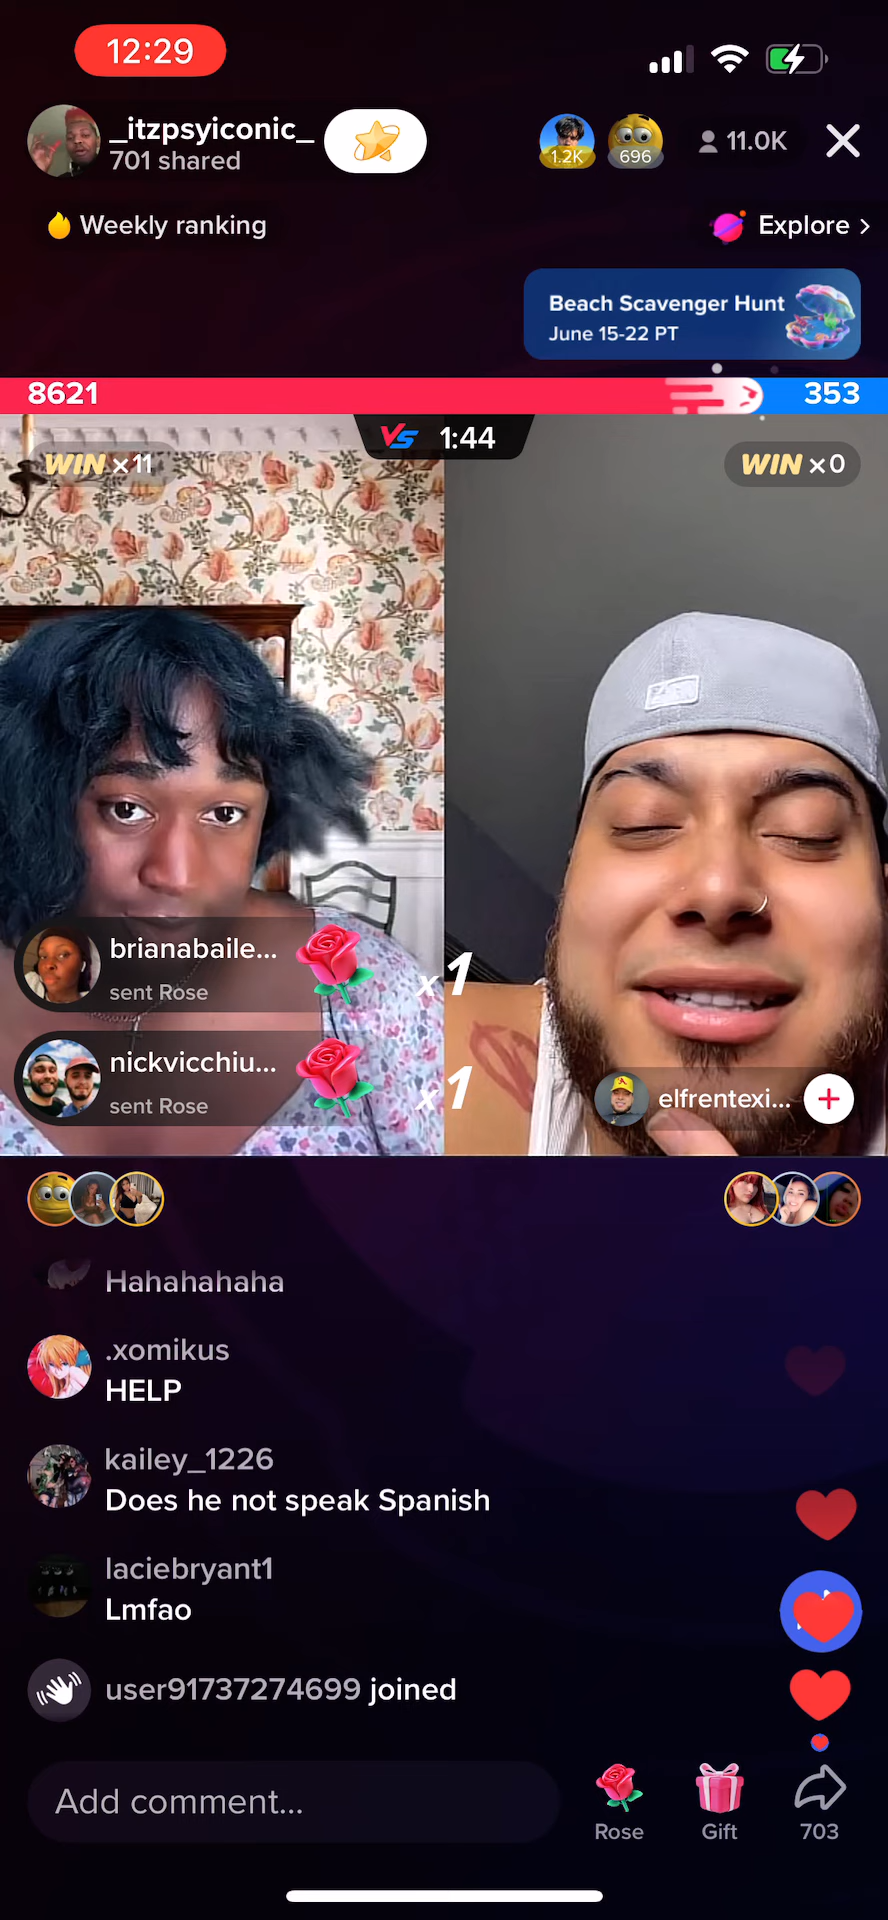 12:29
_itzpsyiconic_
701 shared
1.2K
696
11.0K
Weekly ranking
Explore >
Beach Scavenger Hunt
June 15-22 PT
8621
353
VS 1:44
WIN x11
WIN x0
brianabaile...
sent Rose
x1
nickvicchiu...
sent Rose
x1
elfrentexi...
Hahahahaha
.xomikus
HELP
kailey_1226
Does he not speak Spanish
laciebryant1
Lmfao
user91737274699 joined
Add comment...
Rose
Gift
703